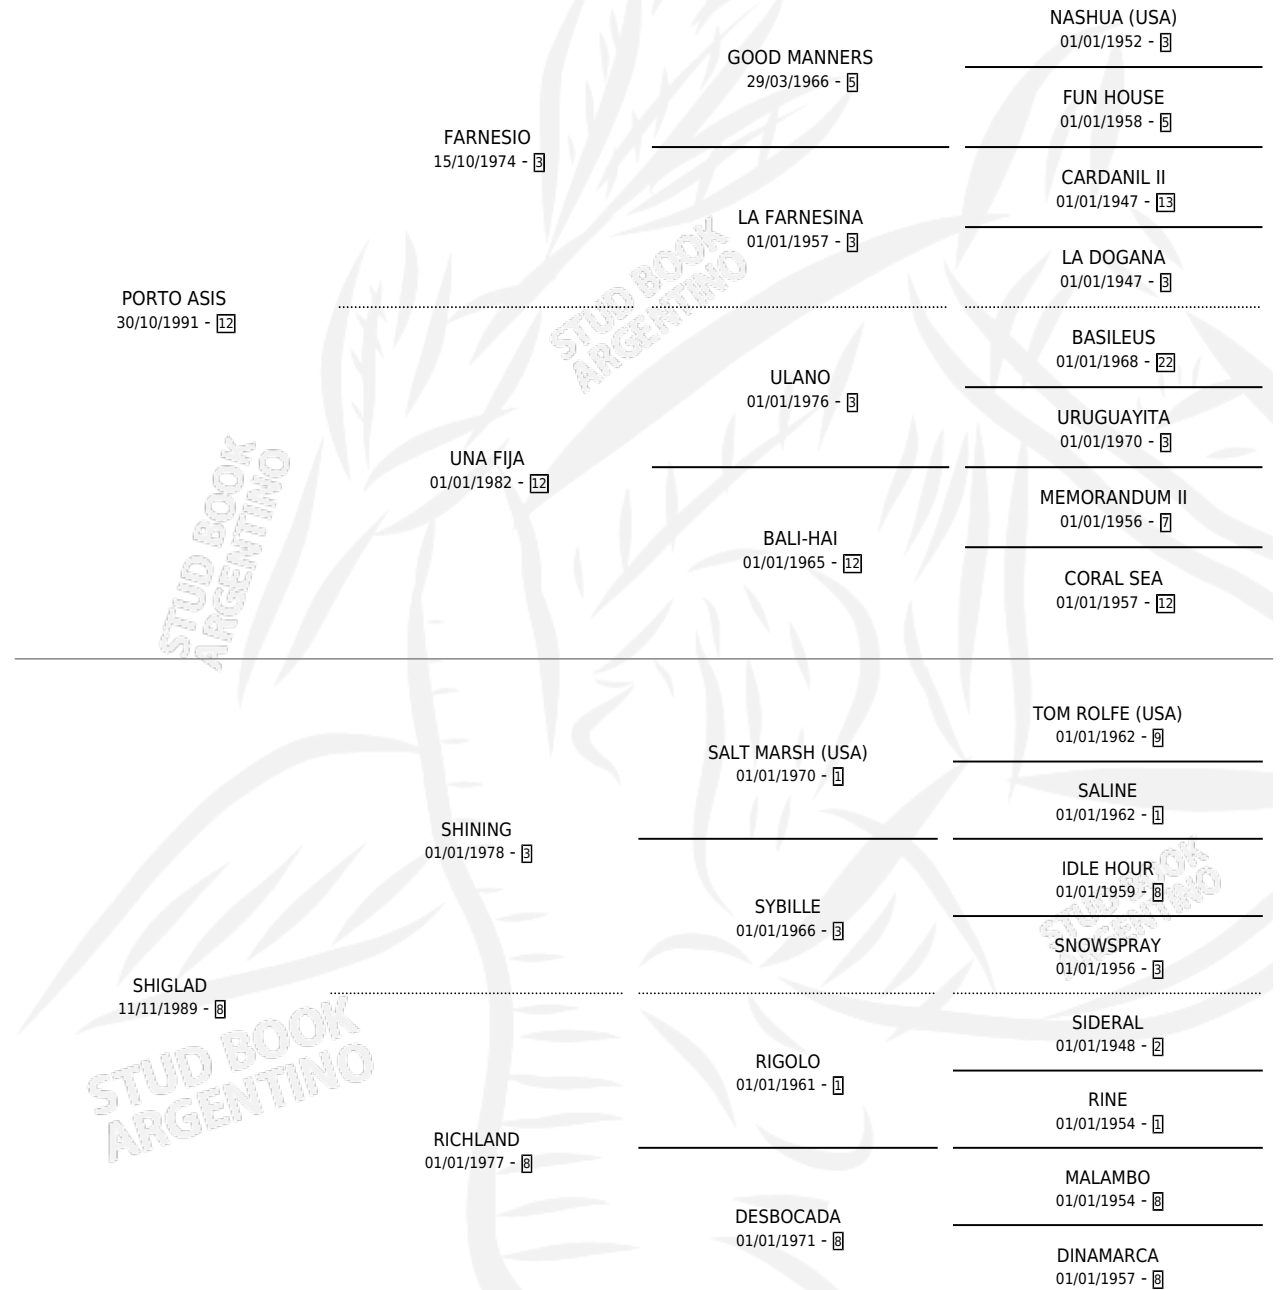 NASHUA (USA)
01/01/1952 - 3
GOOD MANNERS
29/03/1966 - 5
FUN HOUSE
01/01/1958 - 5
FARNESIO
15/10/1974 - 3
CARDANIL II
01/01/1947 - 13
LA FARNESINA
01/01/1957 - 3
LA DOGANA
01/01/1947 - 3
PORTO ASIS
30/10/1991 - 12
STUD BOOK
ARGENTINO
BASILEUS
01/01/1968 - 22
ULANO
01/01/1976 - 3
URUGUAYITA
01/01/1970 - 3
UNA FIJA
01/01/1982 - 12
MEMORANDUM II
01/01/1956 - 7
BALI-HAI
01/01/1965 - 12
CORAL SEA
01/01/1957 - 12
STUD BOOK
ARGENTINO
TOM ROLFE (USA)
01/01/1962 - 9
SALT MARSH (USA)
01/01/1970 - 1
SALINE
01/01/1962 - 1
SHINING
01/01/1978 - 3
IDLE HOUR
01/01/1959 - 8
SYBILLE
01/01/1966 - 3
STUD BOOK
ARGENTINO
SNOWSPRAY
01/01/1956 - 3
SHIGLAD
11/11/1989 - 8
SIDERAL
01/01/1948 - 2
RIGOLO
01/01/1961 - 1
RINE
01/01/1954 - 1
STUD BOOK
ARGENTINO
RICHLAND
01/01/1977 - 8
MALAMBO
01/01/1954 - 8
DESBOCADA
01/01/1971 - 8
DINAMARCA
01/01/1957 - 8